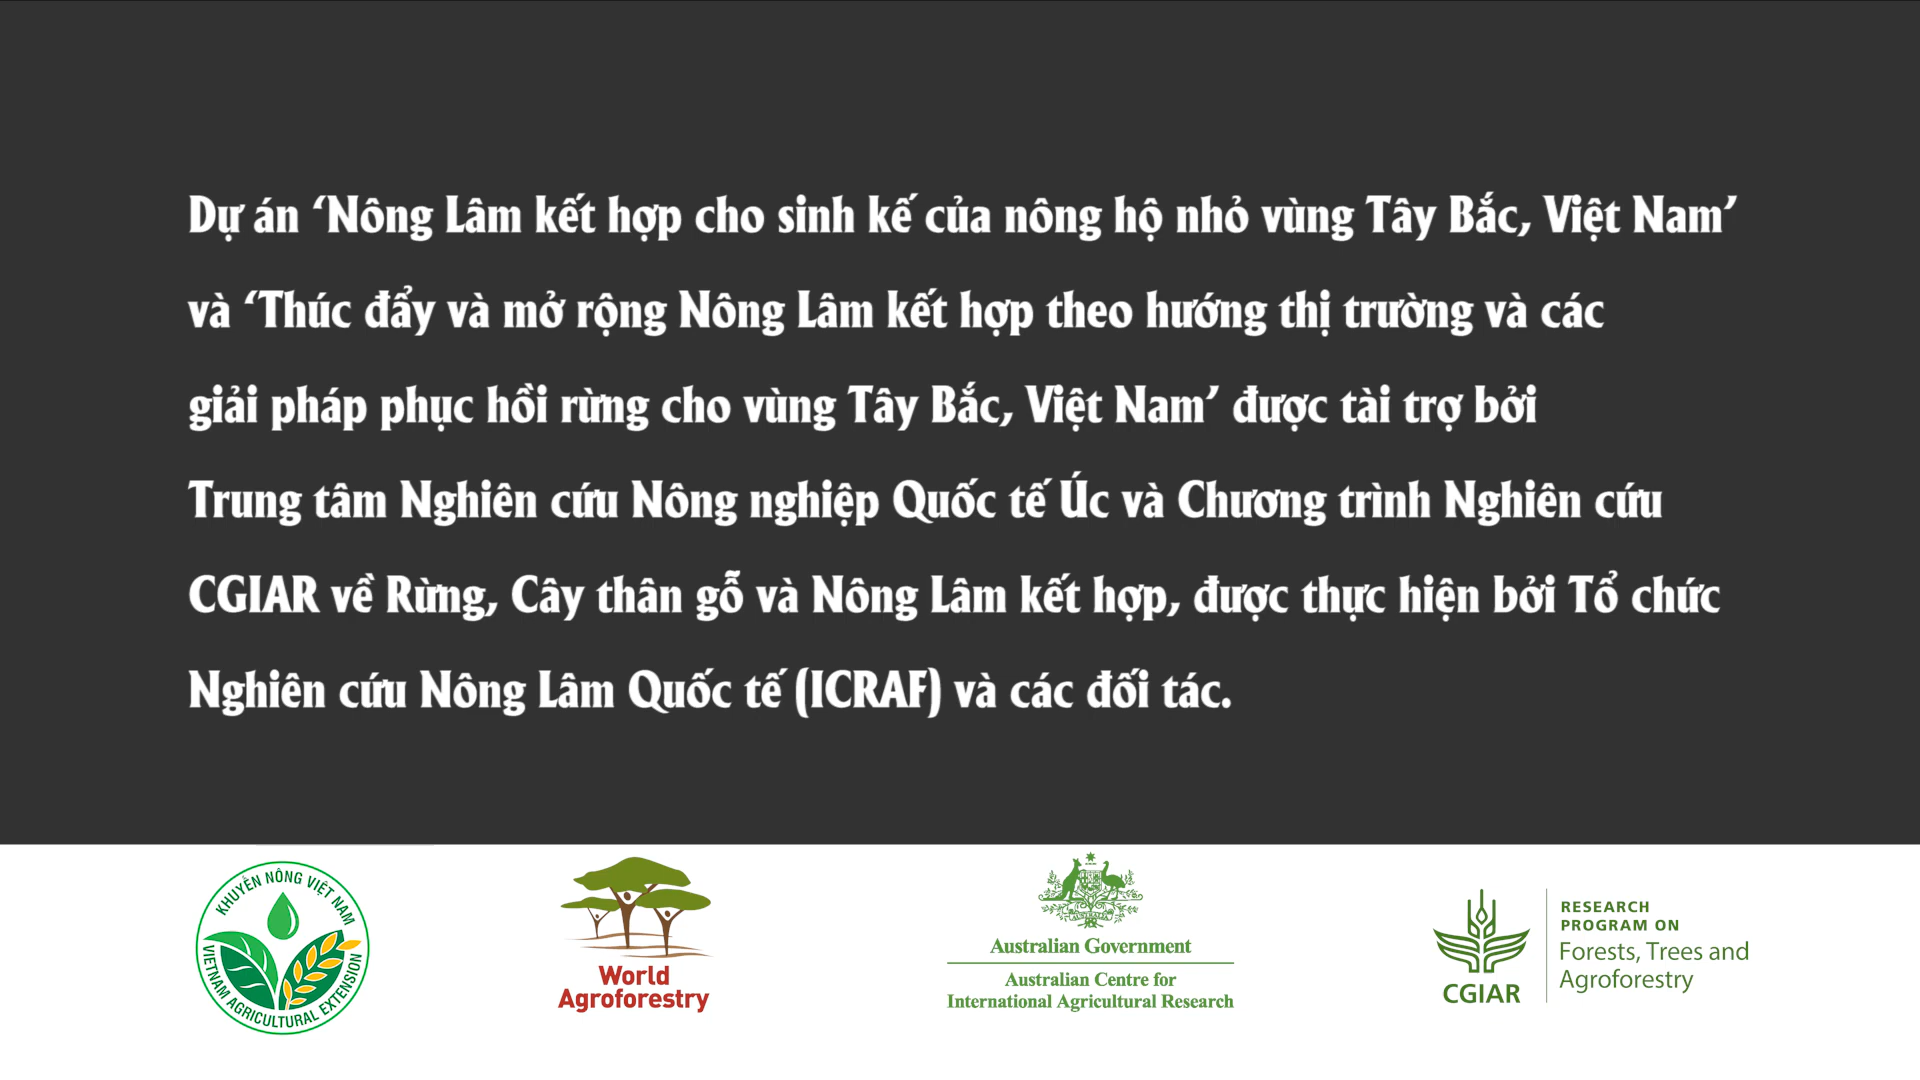 Dự án ‘Nông Lâm kết hợp cho sinh kế của nông hộ nhỏ vùng Tây Bắc, Việt Nam’
và ‘Thúc đẩy và mở rộng Nông Lâm kết hợp theo hướng thị trường và các
giải pháp phục hồi rừng cho vùng Tây Bắc, Việt Nam’ được tài trợ bởi
Trung tâm Nghiên cứu Nông nghiệp Quốc tế Úc và Chương trình Nghiên cứu
CGIAR về Rừng, Cây thân gỗ và Nông Lâm kết hợp, được thực hiện bởi Tổ chức
Nghiên cứu Nông Lâm Quốc tế (ICRAF) và các đối tác.
KHUYẾN NÔNG VIỆT NAM
VIETNAM AGRICULTURAL EXTENSION
World
Agroforestry
AUSTRALIA
Australian Government
Australian Centre for
International Agricultural Research
CGIAR
RESEARCH
PROGRAM ON
Forests, Trees and
Agroforestry